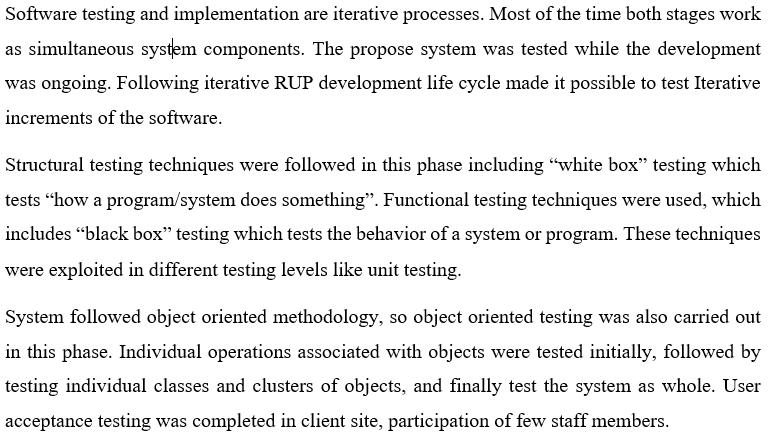 Software testing and implementation are iterative processes. Most of the time both stages work
as simultaneous system components. The propose system was tested while the development
was ongoing. Following iterative RUP development life cycle made it possible to test Iterative
increments of the software.
Structural testing techniques were followed in this phase including “white box” testing which
tests “how a program/system does something”. Functional testing techniques were used, which
includes “black box” testing which tests the behavior of a system or program. These techniques
were exploited in different testing levels like unit testing.
System followed object oriented methodology, so object oriented testing was also carried out
in this phase. Individual operations associated with objects were tested initially, followed by
testing individual classes and clusters of objects, and finally test the system as whole. User
acceptance testing was completed in client site, participation of few staff members.